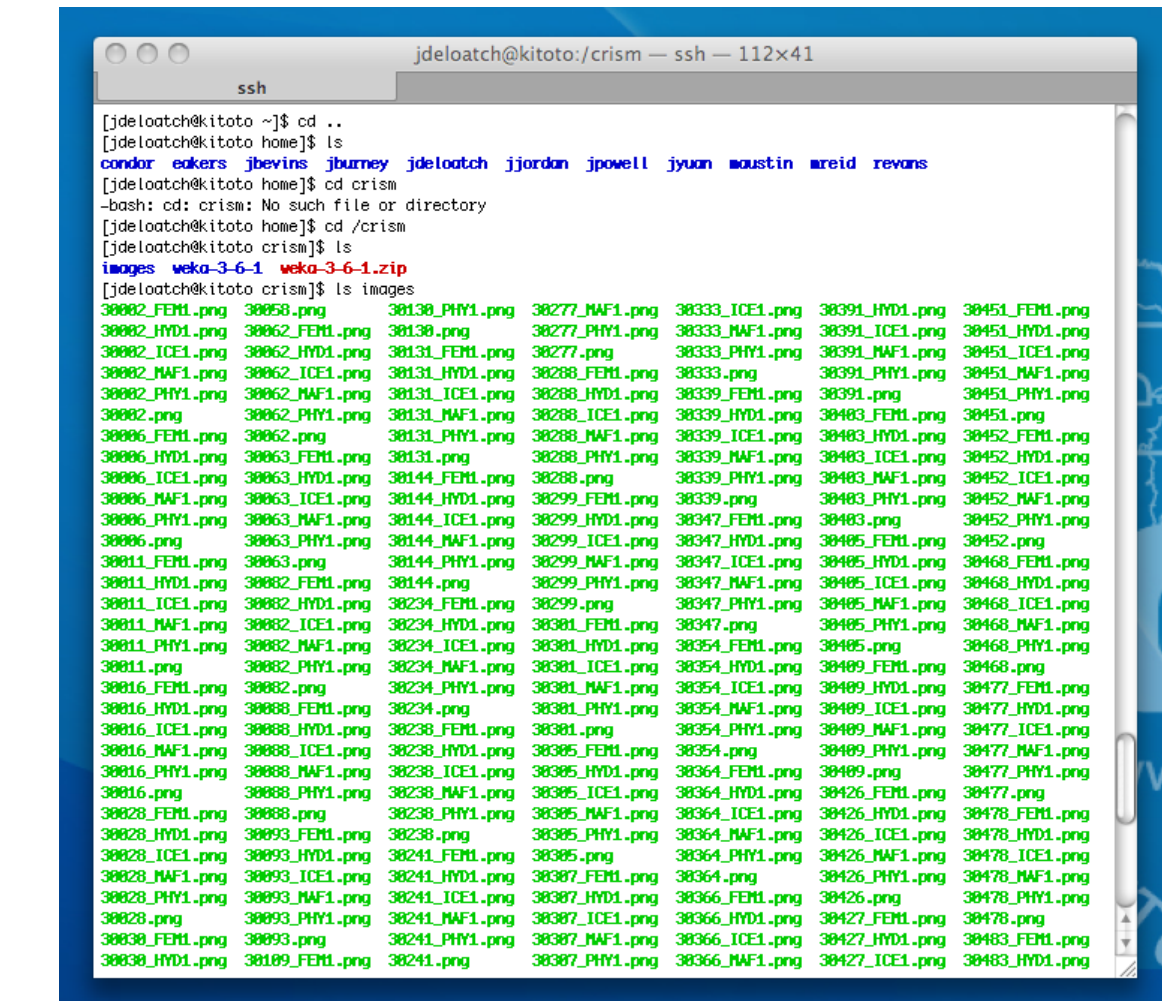 jdeloatch@kitoto:/crism — ssh — 112×41
ssh
[jdeloatch@kitoto ~]$ cd ..
[jdeloatch@kitoto home]$ ls
condor eakers jbevins jburney jdeloatch jjordan jpowell jyuan maustin mreid revans
[jdeloatch@kitoto home]$ cd crism
-bash: cd: crism: No such file or directory
[jdeloatch@kitoto home]$ cd /crism
[jdeloatch@kitoto crism]$ ls
images weka-3-6-1 weka-3-6-1.zip
[jdeloatch@kitoto crism]$ ls images
30002_FEM1.png 30058.png 30130_PHY1.png 30277_MAF1.png 30333_ICE1.png 30391_HYD1.png 30451_FEM1.png
30002_HYD1.png 30062_FEM1.png 30130.png 30277_PHY1.png 30333_MAF1.png 30391_ICE1.png 30451_HYD1.png
30002_ICE1.png 30062_HYD1.png 30131_FEM1.png 30277.png 30333_PHY1.png 30391_MAF1.png 30451_ICE1.png
30002_MAF1.png 30062_ICE1.png 30131_HYD1.png 30288_FEM1.png 30333.png 30391_PHY1.png 30451_MAF1.png
30002_PHY1.png 30062_MAF1.png 30131_ICE1.png 30288_HYD1.png 30339_FEM1.png 30391.png 30451_PHY1.png
30002.png 30062_PHY1.png 30131_MAF1.png 30288_ICE1.png 30339_HYD1.png 30403_FEM1.png 30451.png
30006_FEM1.png 30062.png 30131_PHY1.png 30288_MAF1.png 30339_ICE1.png 30403_HYD1.png 30452_FEM1.png
30006_HYD1.png 30063_FEM1.png 30131.png 30288_PHY1.png 30339_MAF1.png 30403_ICE1.png 30452_HYD1.png
30006_ICE1.png 30063_HYD1.png 30144_FEM1.png 30288.png 30339_PHY1.png 30403_MAF1.png 30452_ICE1.png
30006_MAF1.png 30063_ICE1.png 30144_HYD1.png 30299_FEM1.png 30339.png 30403_PHY1.png 30452_MAF1.png
30006_PHY1.png 30063_MAF1.png 30144_ICE1.png 30299_HYD1.png 30347_FEM1.png 30403.png 30452_PHY1.png
30006.png 30063_PHY1.png 30144_MAF1.png 30299_ICE1.png 30347_HYD1.png 30405_FEM1.png 30452.png
30011_FEM1.png 30063.png 30144_PHY1.png 30299_MAF1.png 30347_ICE1.png 30405_HYD1.png 30468_FEM1.png
30011_HYD1.png 30082_FEM1.png 30144.png 30299_PHY1.png 30347_MAF1.png 30405_ICE1.png 30468_HYD1.png
30011_ICE1.png 30082_HYD1.png 30234_FEM1.png 30299.png 30347_PHY1.png 30405_MAF1.png 30468_ICE1.png
30011_MAF1.png 30082_ICE1.png 30234_HYD1.png 30301_FEM1.png 30347.png 30405_PHY1.png 30468_MAF1.png
30011_PHY1.png 30082_MAF1.png 30234_ICE1.png 30301_HYD1.png 30354_FEM1.png 30405.png 30468_PHY1.png
30011.png 30082_PHY1.png 30234_MAF1.png 30301_ICE1.png 30354_HYD1.png 30409_FEM1.png 30468.png
30016_FEM1.png 30082.png 30234_PHY1.png 30301_MAF1.png 30354_ICE1.png 30409_HYD1.png 30477_FEM1.png
30016_HYD1.png 30088_FEM1.png 30234.png 30301_PHY1.png 30354_MAF1.png 30409_ICE1.png 30477_HYD1.png
30016_ICE1.png 30088_HYD1.png 30238_FEM1.png 30301.png 30354_PHY1.png 30409_MAF1.png 30477_ICE1.png
30016_MAF1.png 30088_ICE1.png 30238_HYD1.png 30305_FEM1.png 30354.png 30409_PHY1.png 30477_MAF1.png
30016_PHY1.png 30088_MAF1.png 30238_ICE1.png 30305_HYD1.png 30364_FEM1.png 30409.png 30477_PHY1.png
30016.png 30088_PHY1.png 30238_MAF1.png 30305_ICE1.png 30364_HYD1.png 30426_FEM1.png 30477.png
30028_FEM1.png 30088.png 30238_PHY1.png 30305_MAF1.png 30364_ICE1.png 30426_HYD1.png 30478_FEM1.png
30028_HYD1.png 30093_FEM1.png 30238.png 30305_PHY1.png 30364_MAF1.png 30426_ICE1.png 30478_HYD1.png
30028_ICE1.png 30093_HYD1.png 30241_FEM1.png 30305.png 30364_PHY1.png 30426_MAF1.png 30478_ICE1.png
30028_MAF1.png 30093_ICE1.png 30241_HYD1.png 30307_FEM1.png 30364.png 30426_PHY1.png 30478_MAF1.png
30028_PHY1.png 30093_MAF1.png 30241_ICE1.png 30307_HYD1.png 30366_FEM1.png 30426.png 30478_PHY1.png
30028.png 30093_PHY1.png 30241_MAF1.png 30307_ICE1.png 30366_HYD1.png 30427_FEM1.png 30478.png
30030_FEM1.png 30093.png 30241_PHY1.png 30307_MAF1.png 30366_ICE1.png 30427_HYD1.png 30483_FEM1.png
30030_HYD1.png 30109_FEM1.png 30241.png 30307_PHY1.png 30366_MAF1.png 30427_ICE1.png 30483_HYD1.png